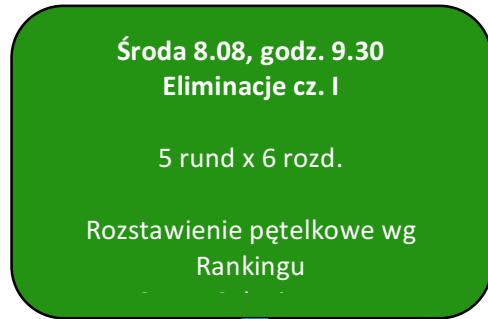 Środa 8.08, godz. 9.30
Eliminacje cz. I
5 rund x 6 rozd.
Rozstawienie pętelkowe wg
Rankingu